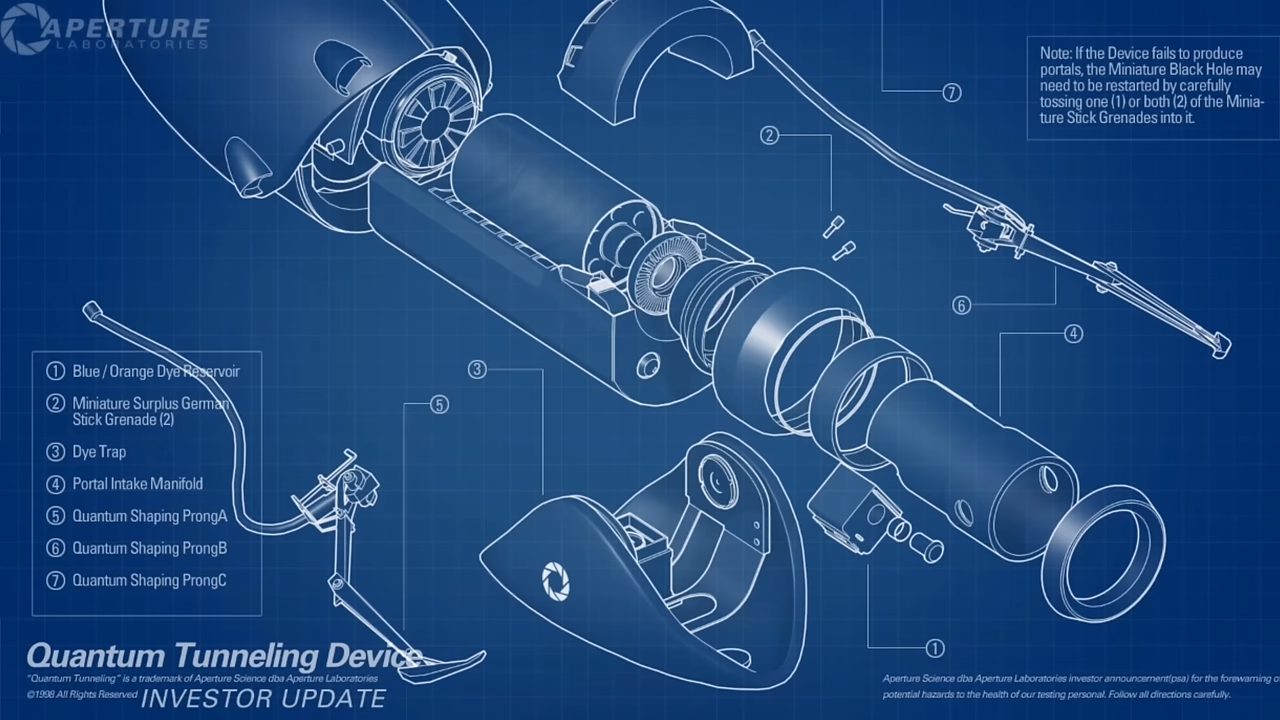 APERTURE
LABORATORIES
Note: If the Device fails to produce
portals, the Miniature Black Hole may
need to be restarted by carefully
tossing one (1) or both (2) of the Minia-
ture Stick Grenades into it.
7
2
6
4
3
5
1 Blue / Orange Dye Reservoir
2 Miniature Surplus German
Stick Grenade (2)
3 Dye Trap
4 Portal Intake Manifold
5 Quantum Shaping ProngA
6 Quantum Shaping ProngB
7 Quantum Shaping ProngC
1
Quantum Tunneling Device
"Quantum Tunneling" is a trademark of Aperture Science dba Aperture Laboratories
©1998 All Rights Reserved INVESTOR UPDATE
Aperture Science dba Aperture Laboratories investor announcement(psa) for the forewarning o
potential hazards to the health of our testing personal. Follow all directions carefully.